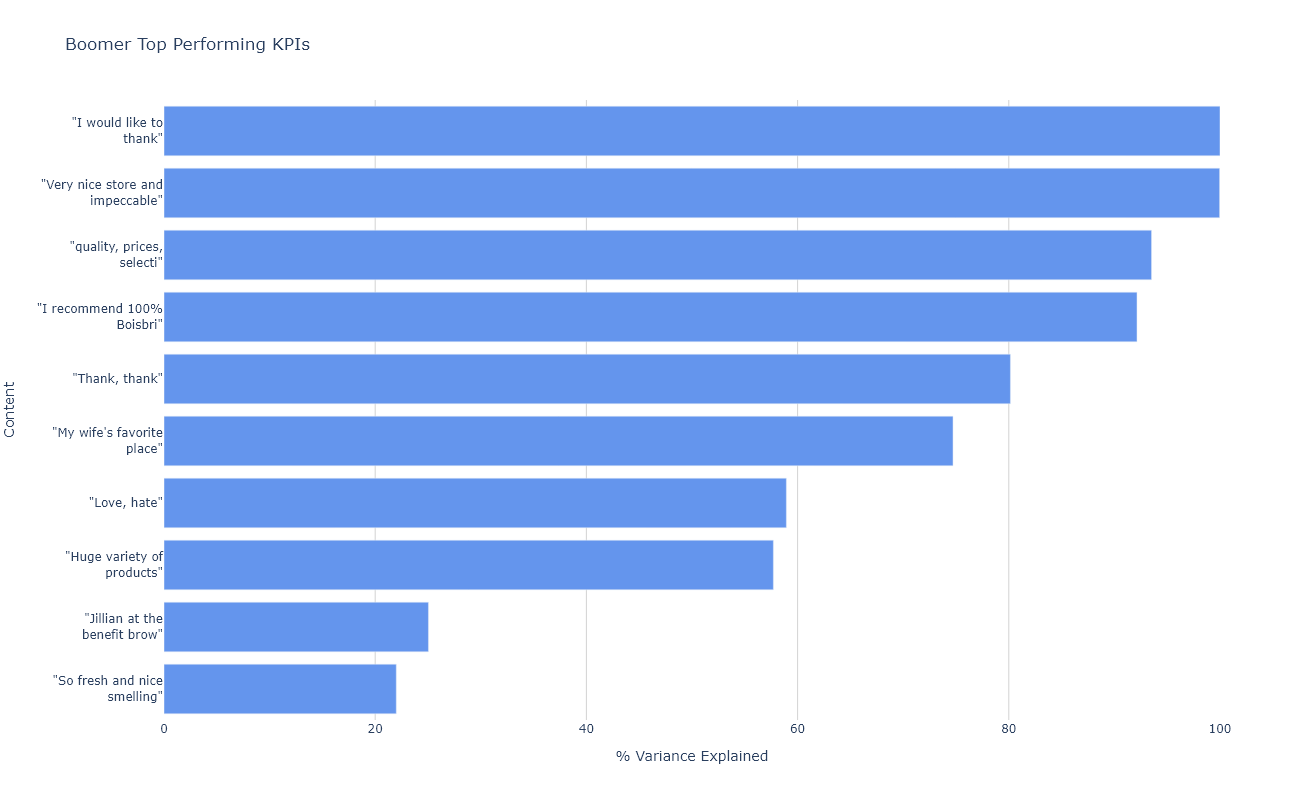 Boomer Top Performing KPIs
"I would like to
thank"
"Very nice store and
impeccable"
"quality, prices,
selecti"
"I recommend 100%
Boisbri"
"Thank, thank"
"My wife's favorite
place"
"Love, hate"
"Huge variety of
products"
"Jillian at the
benefit brow"
"So fresh and nice
smelling"
Content
0 20 40 60 80 100
% Variance Explained